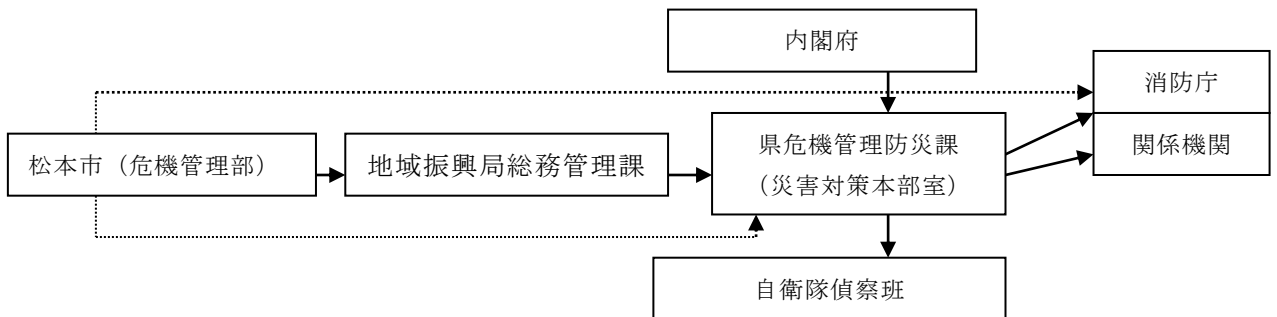 内閣府
消防庁
松本市（危機管理部）
地域振興局総務管理課
県危機管理防災課
（災害対策本部室）
関係機関
自衛隊偵察班